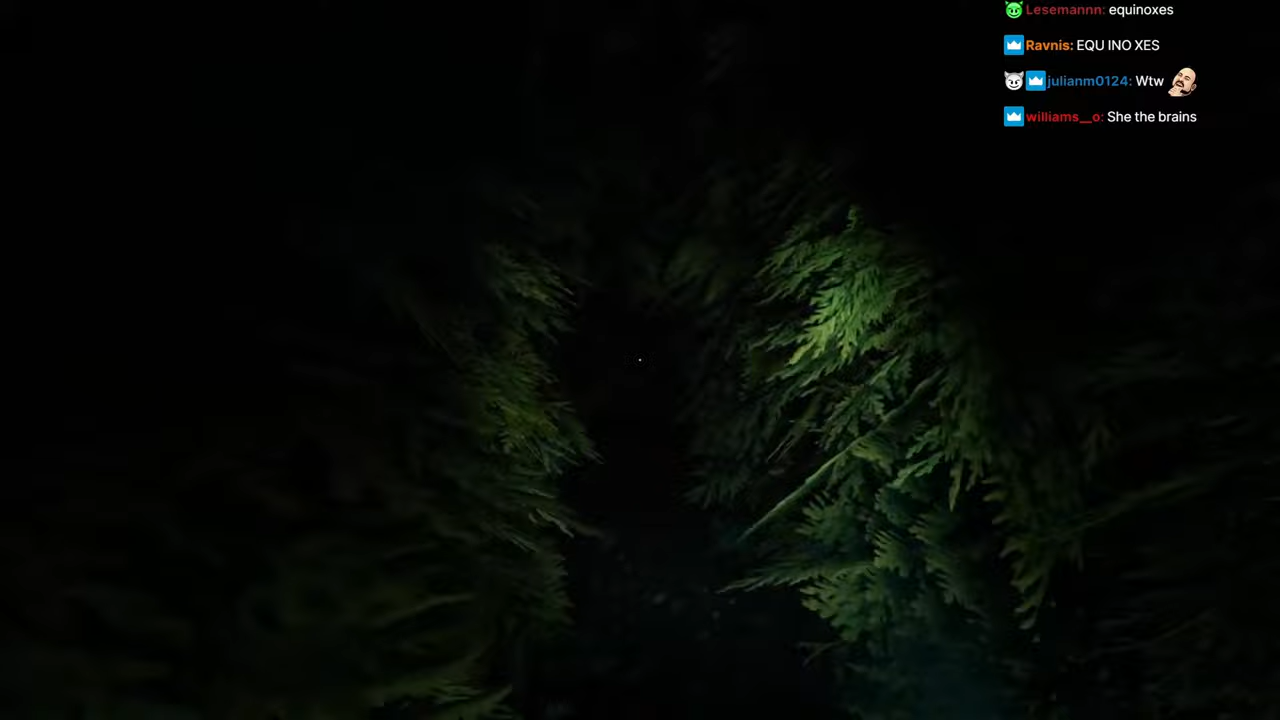 Lesemannn: equinoxes
Ravnis: EQU INO XES
julianm0124: Wtw
williams__o: She the brains